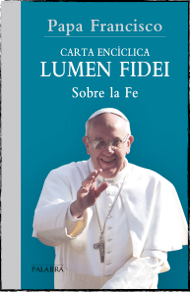 Papa Francisco
CARTA ENCÍCLICA
LUMEN FIDEI
Sobre la Fe
PALABRA